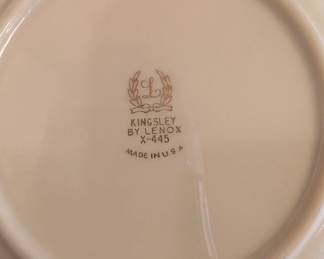 L
KINGSLEY
BY LENOX
X-445
MADE IN U S A